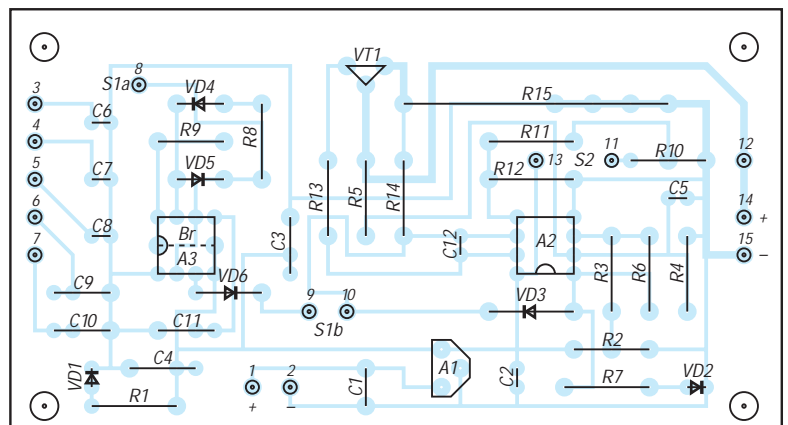 VT1
8
S1a
VD4
3
C6
R15
4
R9
R8
R11
11
12
13
S2
R10
5
C7
VD5
R12
R13
R5
R14
C5
6
C8
14
+
Br
A3
C3
C12
A2
7
15
–
R3
R6
R4
VD6
C9
9
10
VD3
S1b
C10
C11
R2
C4
A1
VD1
1
2
C1
C2
R7
VD2
R1
+
–